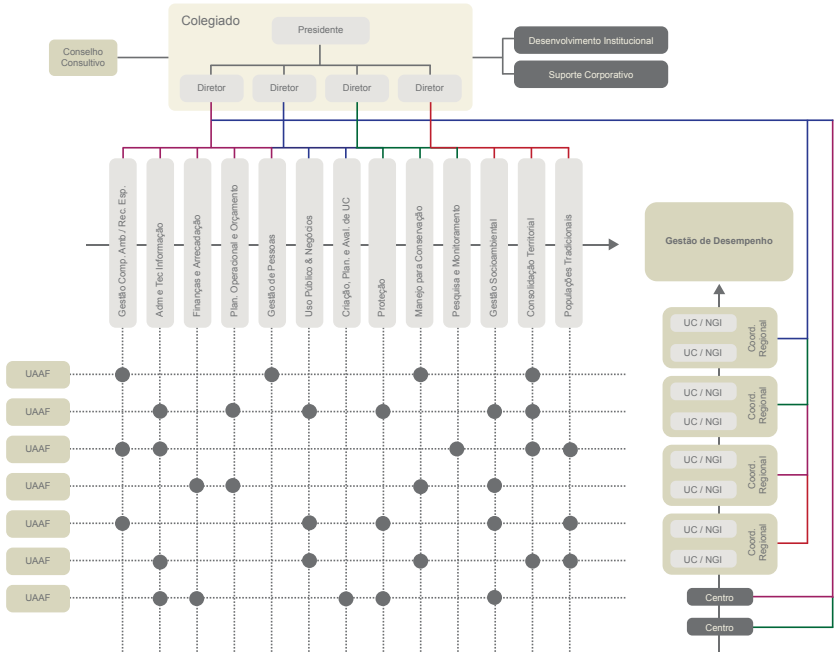 Colegiado
Presidente
Conselho
Consultivo
Desenvolvimento Institucional
Suporte Corporativo
Diretor
Diretor
Diretor
Diretor
Gestão Comp. Amb / Rec. Esp.
Adm e Tec Informação
Finanças e Arrecadação
Plan. Operacional e Orçamento
Gestão de Pessoas
Uso Público & Negócios
Criação, Plan. e Aval. de UC
Proteção
Manejo para Conservação
Pesquisa e Monitoramento
Gestão Socioambiental
Consolidação Territorial
Populações Tradicionais
Gestão de Desempenho
UC / NGI
UC / NGI
Coord.
Regional
UC / NGI
UC / NGI
Coord.
Regional
UC / NGI
UC / NGI
Coord.
Regional
UC / NGI
UC / NGI
Coord.
Regional
Centro
Centro
UAAF
UAAF
UAAF
UAAF
UAAF
UAAF
UAAF